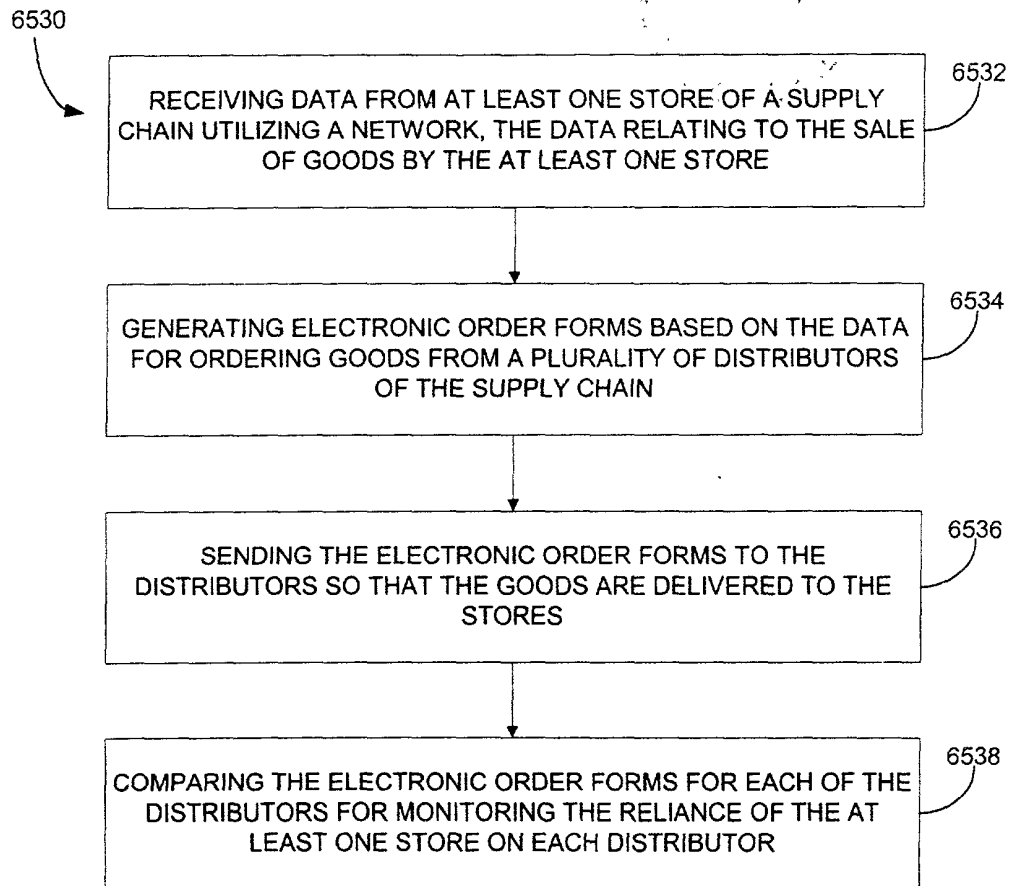 6530
6532
RECEIVING DATA FROM AT LEAST ONE STORE OF A SUPPLY
CHAIN UTILIZING A NETWORK, THE DATA RELATING TO THE SALE
OF GOODS BY THE AT LEAST ONE STORE
6534
GENERATING ELECTRONIC ORDER FORMS BASED ON THE DATA
FOR ORDERING GOODS FROM A PLURALITY OF DISTRIBUTORS
OF THE SUPPLY CHAIN
6536
SENDING THE ELECTRONIC ORDER FORMS TO THE
DISTRIBUTORS SO THAT THE GOODS ARE DELIVERED TO THE
STORES
6538
COMPARING THE ELECTRONIC ORDER FORMS FOR EACH OF THE
DISTRIBUTORS FOR MONITORING THE RELIANCE OF THE AT
LEAST ONE STORE ON EACH DISTRIBUTOR